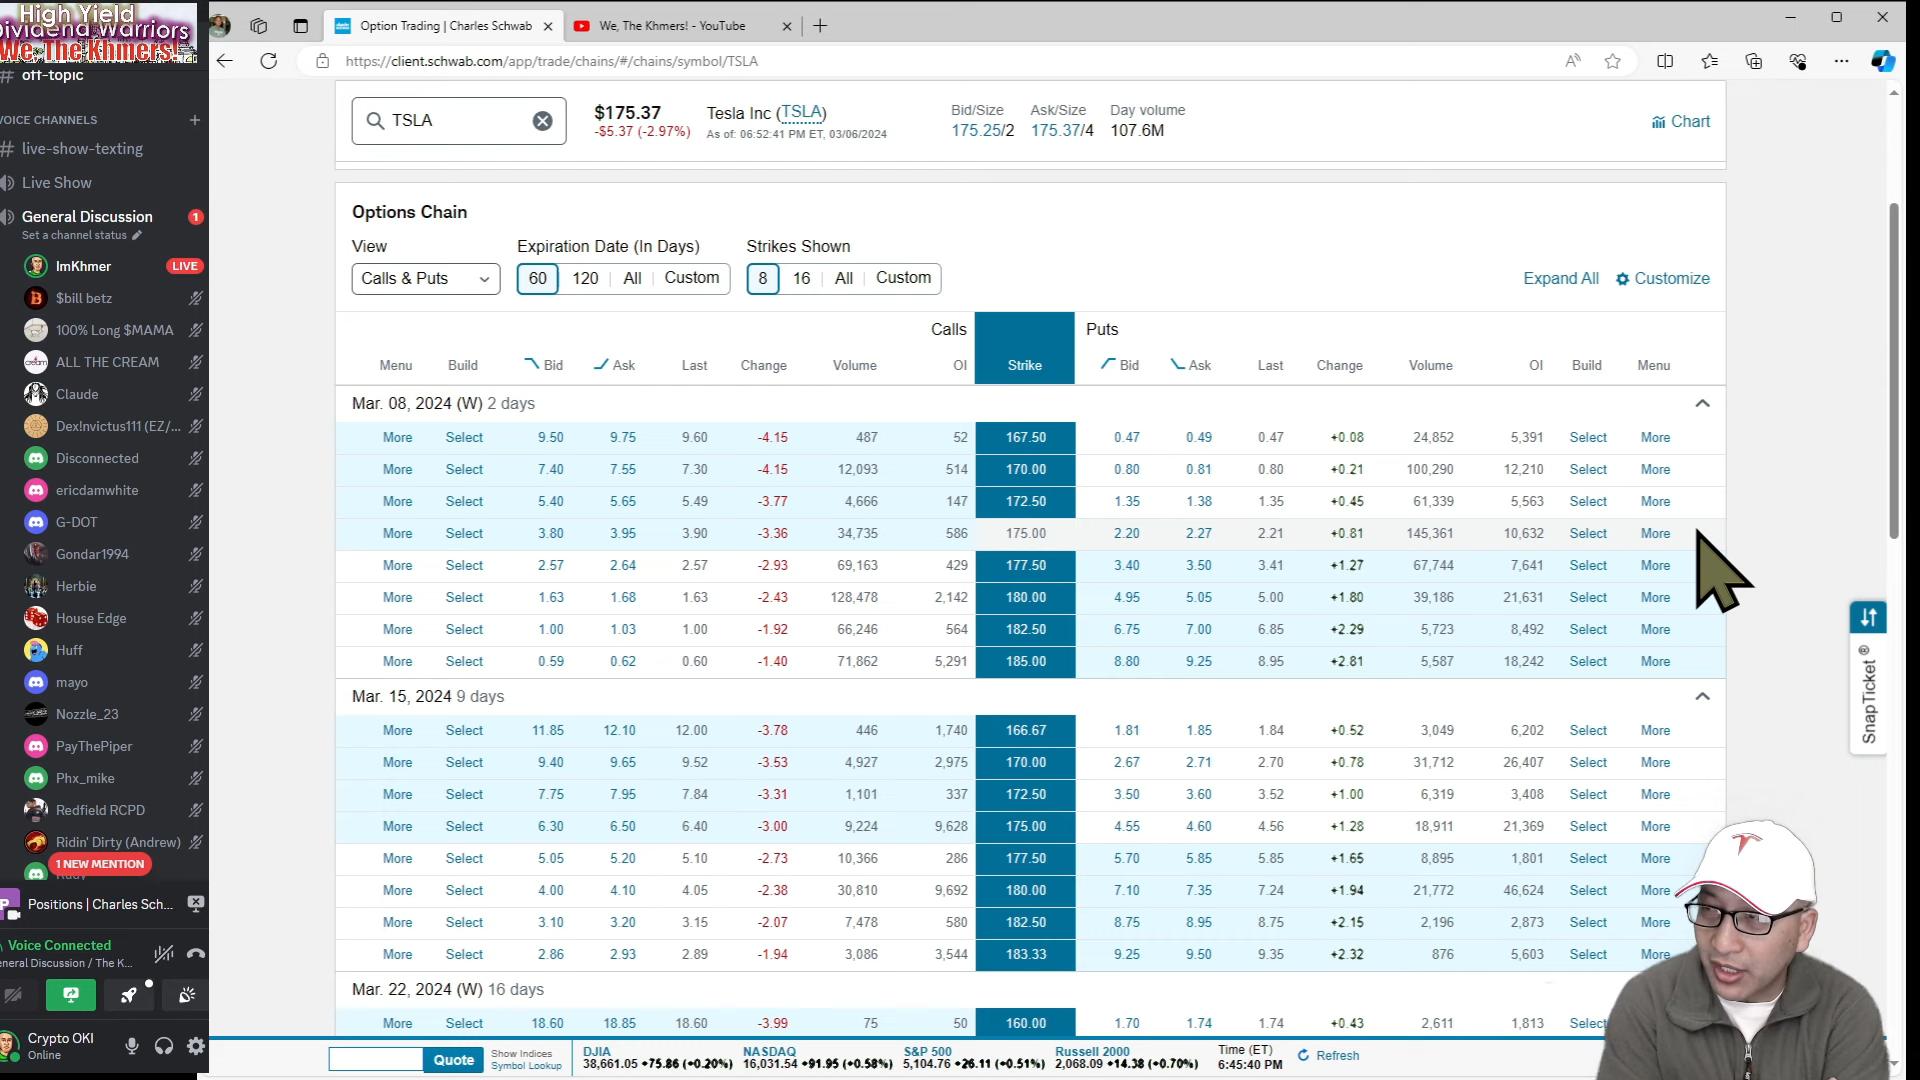 High Yield
Dividend Warriors
We The Khmers!
# off-topic
VOICE CHANNELS +
# live-show-texting
Live Show
General Discussion 1
Set a channel status
ImKhmer LIVE
$bill betz
100% Long $MAMA
ALL THE CREAM
Claude
Dex!nvictus111 (EZ/...
Disconnected
ericdamwhite
G-DOT
Gondar1994
Herbie
House Edge
Huff
mayo
Nozzle_23
PayThePiper
Phx_mike
Redfield RCPD
Ridin' Dirty (Andrew)
1 NEW MENTION
Positions | Charles Sch...
Voice Connected
eneral Discussion / The K...
Crypto OKI
Online
Option Trading | Charles Schwab
We, The Khmers! - YouTube
https://client.schwab.com/app/trade/chains/#/chains/symbol/TSLA
TSLA
$175.37
-$5.37 (-2.97%)
Tesla Inc (TSLA)
As of: 06:52:41 PM ET, 03/06/2024
Bid/Size Ask/Size Day volume
175.25/2 175.37/4 107.6M
Chart
Options Chain
View Expiration Date (In Days) Strikes Shown
Calls & Puts 60 120 All Custom 8 16 All Custom Expand All Customize
Calls Puts
Menu Build Bid Ask Last Change Volume OI Strike Bid Ask Last Change Volume OI Build Menu
Mar. 08, 2024 (W) 2 days
More Select 9.50 9.75 9.60 -4.15 487 52 167.50 0.47 0.49 0.47 +0.08 24,852 5,391 Select More
More Select 7.40 7.55 7.30 -4.15 12,093 514 170.00 0.80 0.81 0.80 +0.21 100,290 12,210 Select More
More Select 5.40 5.65 5.49 -3.77 4,666 147 172.50 1.35 1.38 1.35 +0.45 61,339 5,563 Select More
More Select 3.80 3.95 3.90 -3.36 34,735 586 175.00 2.20 2.27 2.21 +0.81 145,361 10,632 Select More
More Select 2.57 2.64 2.57 -2.93 69,163 429 177.50 3.40 3.50 3.41 +1.27 67,744 7,641 Select More
More Select 1.63 1.68 1.63 -2.43 128,478 2,142 180.00 4.95 5.05 5.00 +1.80 39,186 21,631 Select More
More Select 1.00 1.03 1.00 -1.92 66,246 564 182.50 6.75 7.00 6.85 +2.29 5,723 8,492 Select More
More Select 0.59 0.62 0.60 -1.40 71,862 5,291 185.00 8.80 9.25 8.95 +2.81 5,587 18,242 Select More
Mar. 15, 2024 9 days
More Select 11.85 12.10 12.00 -3.78 446 1,740 166.67 1.81 1.85 1.84 +0.52 3,049 6,202 Select More
More Select 9.40 9.65 9.52 -3.53 4,927 2,975 170.00 2.67 2.71 2.70 +0.78 31,712 26,407 Select More
More Select 7.75 7.95 7.84 -3.31 1,101 337 172.50 3.50 3.60 3.52 +1.00 6,319 3,408 Select More
More Select 6.30 6.50 6.40 -3.00 9,224 9,628 175.00 4.55 4.60 4.56 +1.28 18,911 21,369 Select More
More Select 5.05 5.20 5.10 -2.73 10,366 286 177.50 5.70 5.85 5.85 +1.65 8,895 1,801 Select More
More Select 4.00 4.10 4.05 -2.38 30,810 9,692 180.00 7.10 7.35 7.24 +1.94 21,772 46,624 Select More
More Select 3.10 3.20 3.15 -2.07 7,478 580 182.50 8.75 8.95 8.75 +2.15 2,196 2,873 Select More
More Select 2.86 2.93 2.89 -1.94 3,086 3,544 183.33 9.25 9.50 9.35 +2.32 876 5,603 Select More
Mar. 22, 2024 (W) 16 days
More Select 18.60 18.85 18.60 -3.99 75 50 160.00 1.70 1.74 1.74 +0.43 2,611 1,813 Select
SnapTicket ®
Quote
Show Indices
Symbol Lookup
DJIA
38,661.05 +75.86 (+0.20%)
NASDAQ
16,031.54 +91.95 (+0.58%)
S&P 500
5,104.76 +26.11 (+0.51%)
Russell 2000
2,068.09 +14.38 (+0.70%)
Time (ET)
6:45:40 PM
Refresh